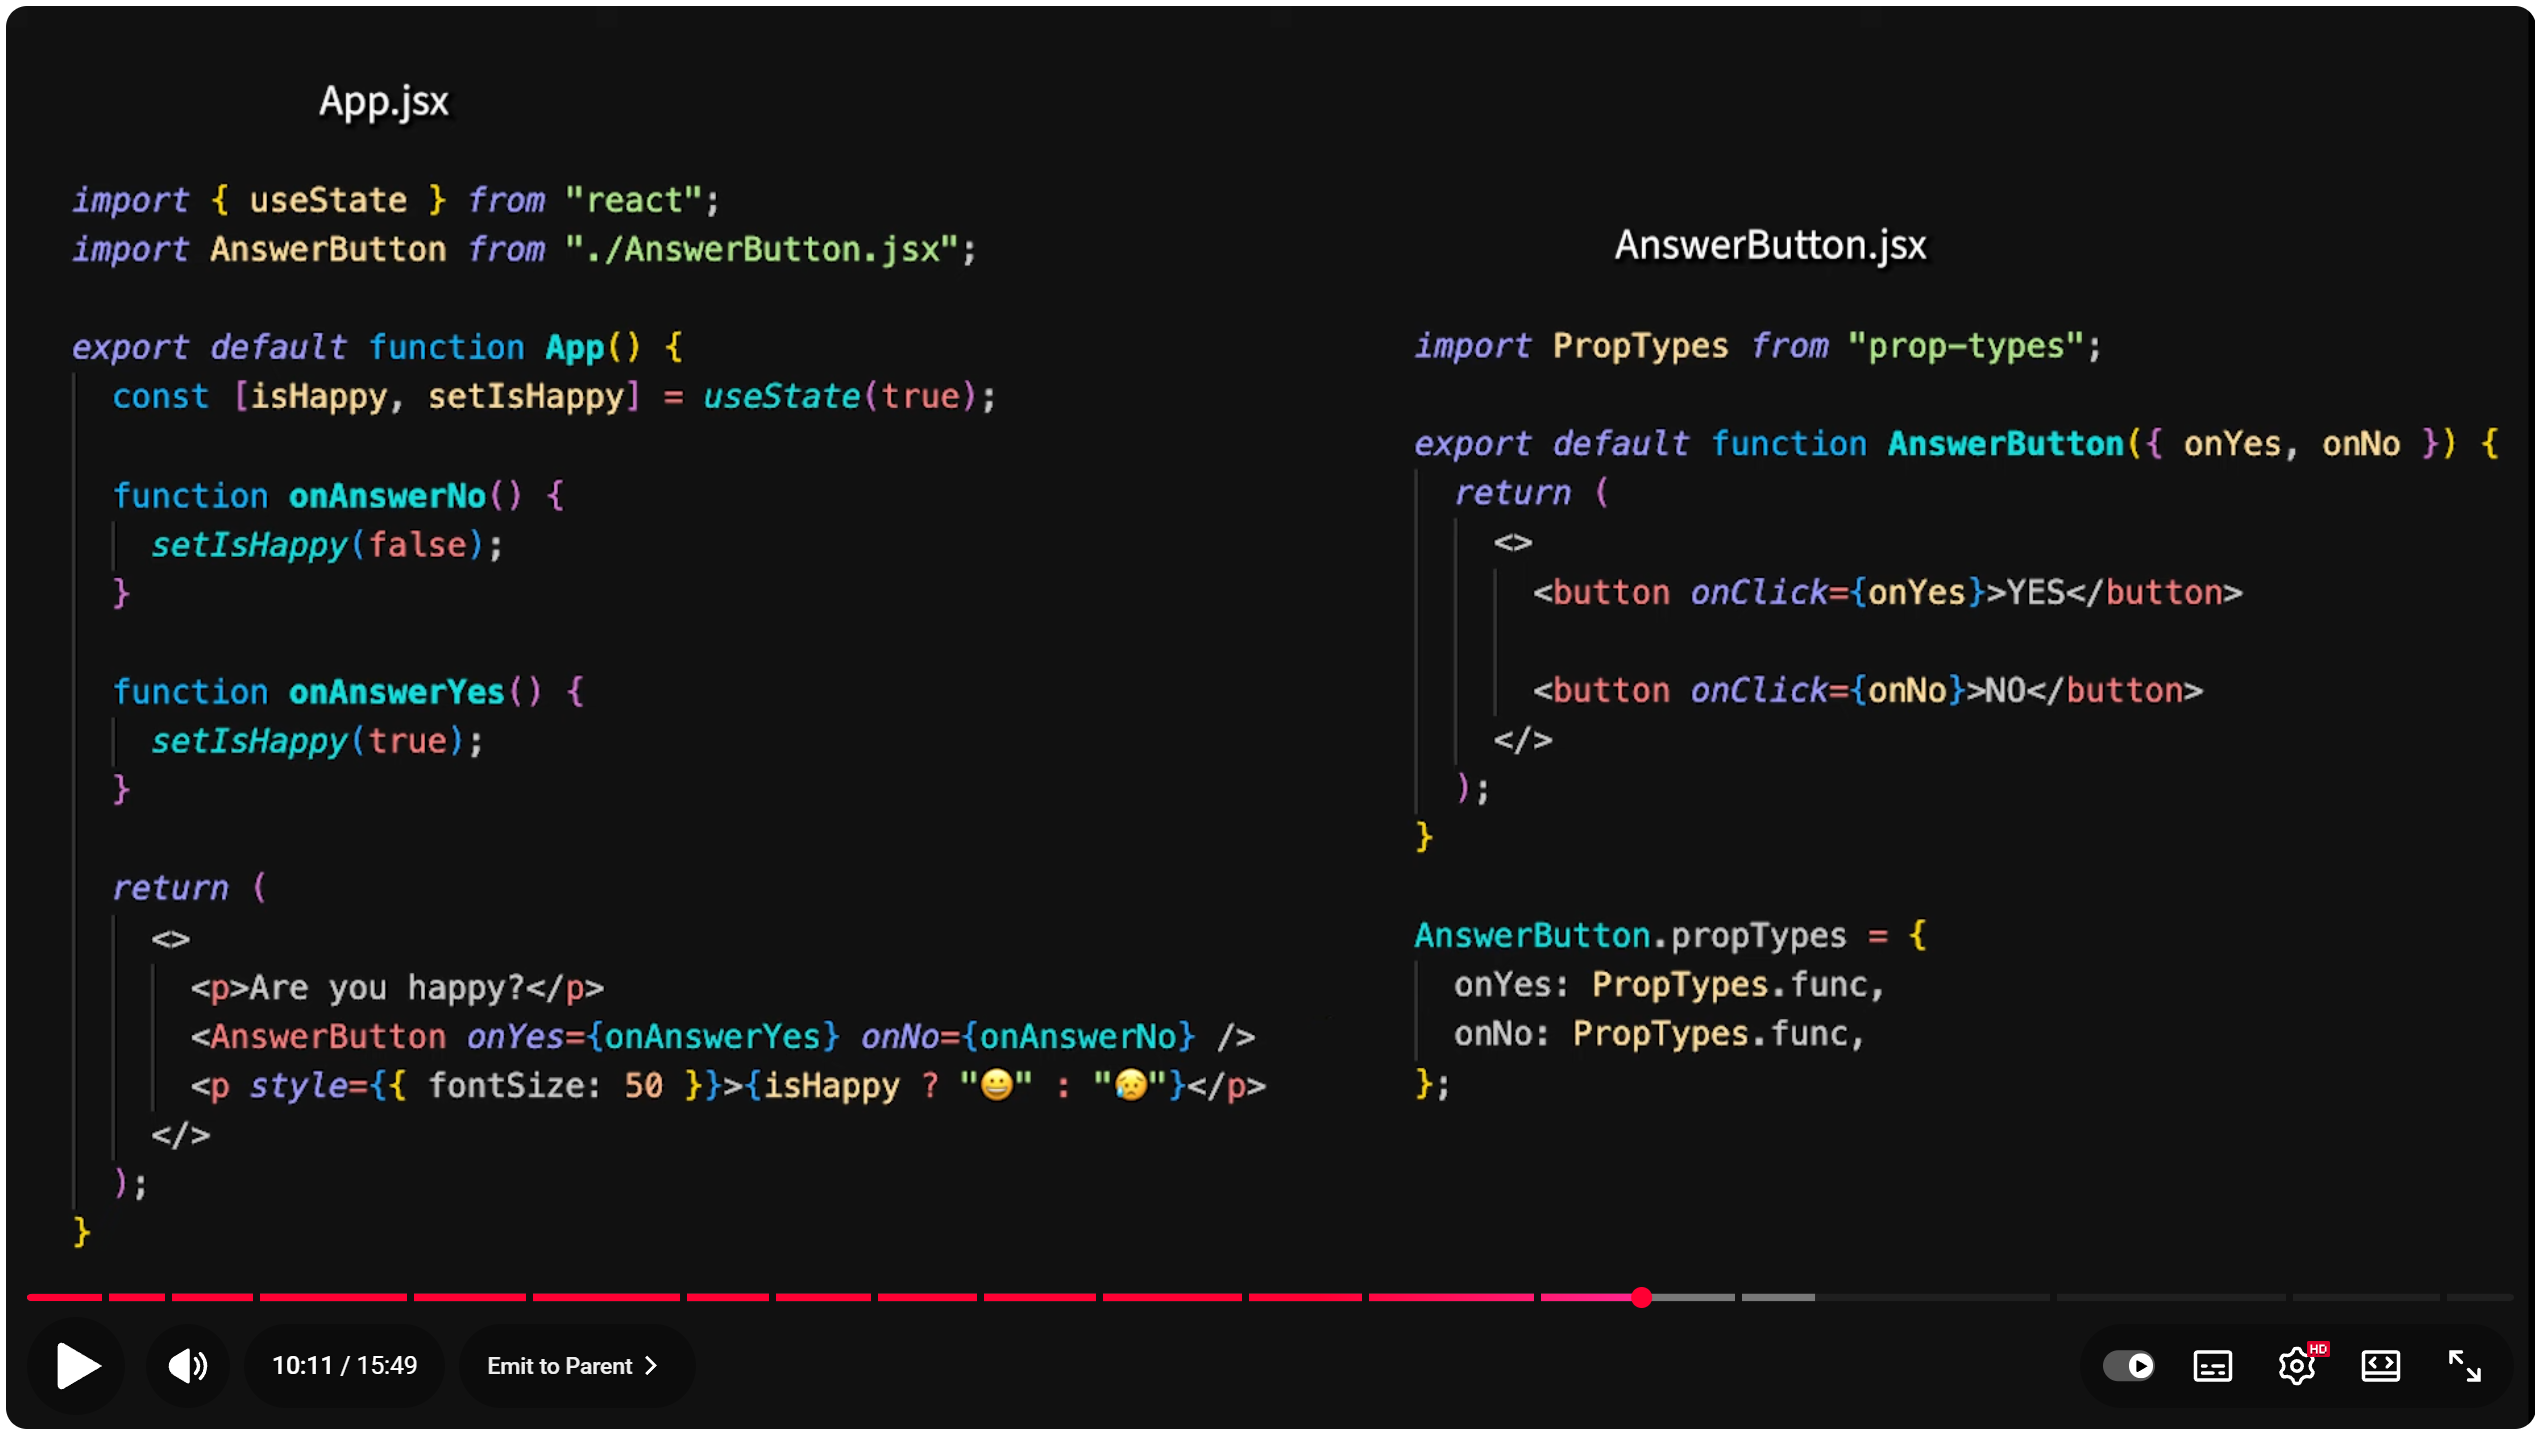 App.jsx
import { useState } from "react";
import AnswerButton from "./AnswerButton.jsx";
export default function App() {
const [isHappy, setIsHappy] = useState(true);
function onAnswerNo() {
setIsHappy(false);
}
function onAnswerYes() {
setIsHappy(true);
}
return (
<>
<p>Are you happy?</p>
<AnswerButton onYes={onAnswerYes} onNo={onAnswerNo} />
<p style={{ fontSize: 50 }}>{isHappy ? "😀" : "😥"}</p>
</>
);
}
AnswerButton.jsx
import PropTypes from "prop-types";
export default function AnswerButton({ onYes, onNo }) {
return (
<>
<button onClick={onYes}>YES</button>
<button onClick={onNo}>NO</button>
</>
);
}
AnswerButton.propTypes = {
onYes: PropTypes.func,
onNo: PropTypes.func,
};
10:11 / 15:49
Emit to Parent
HD